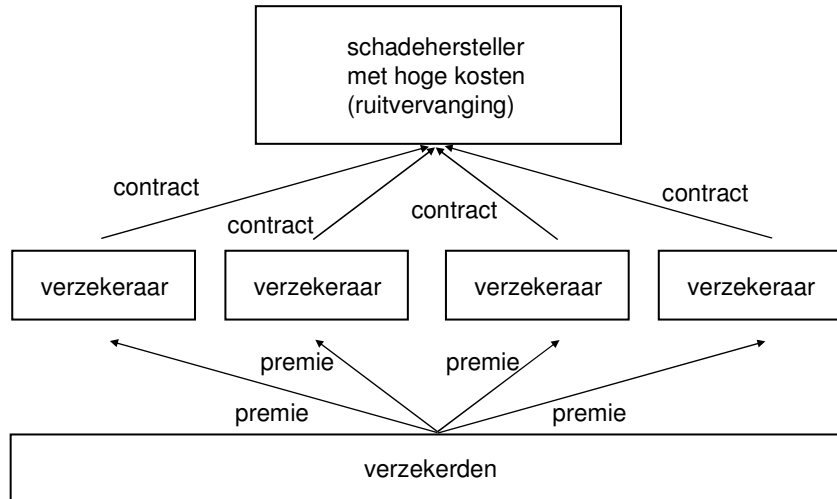 schadehersteller
met hoge kosten
(ruitvervanging)
contract
contract
contract
contract
verzekeraar
verzekeraar
verzekeraar
verzekeraar
premie
premie
premie
premie
verzekerden